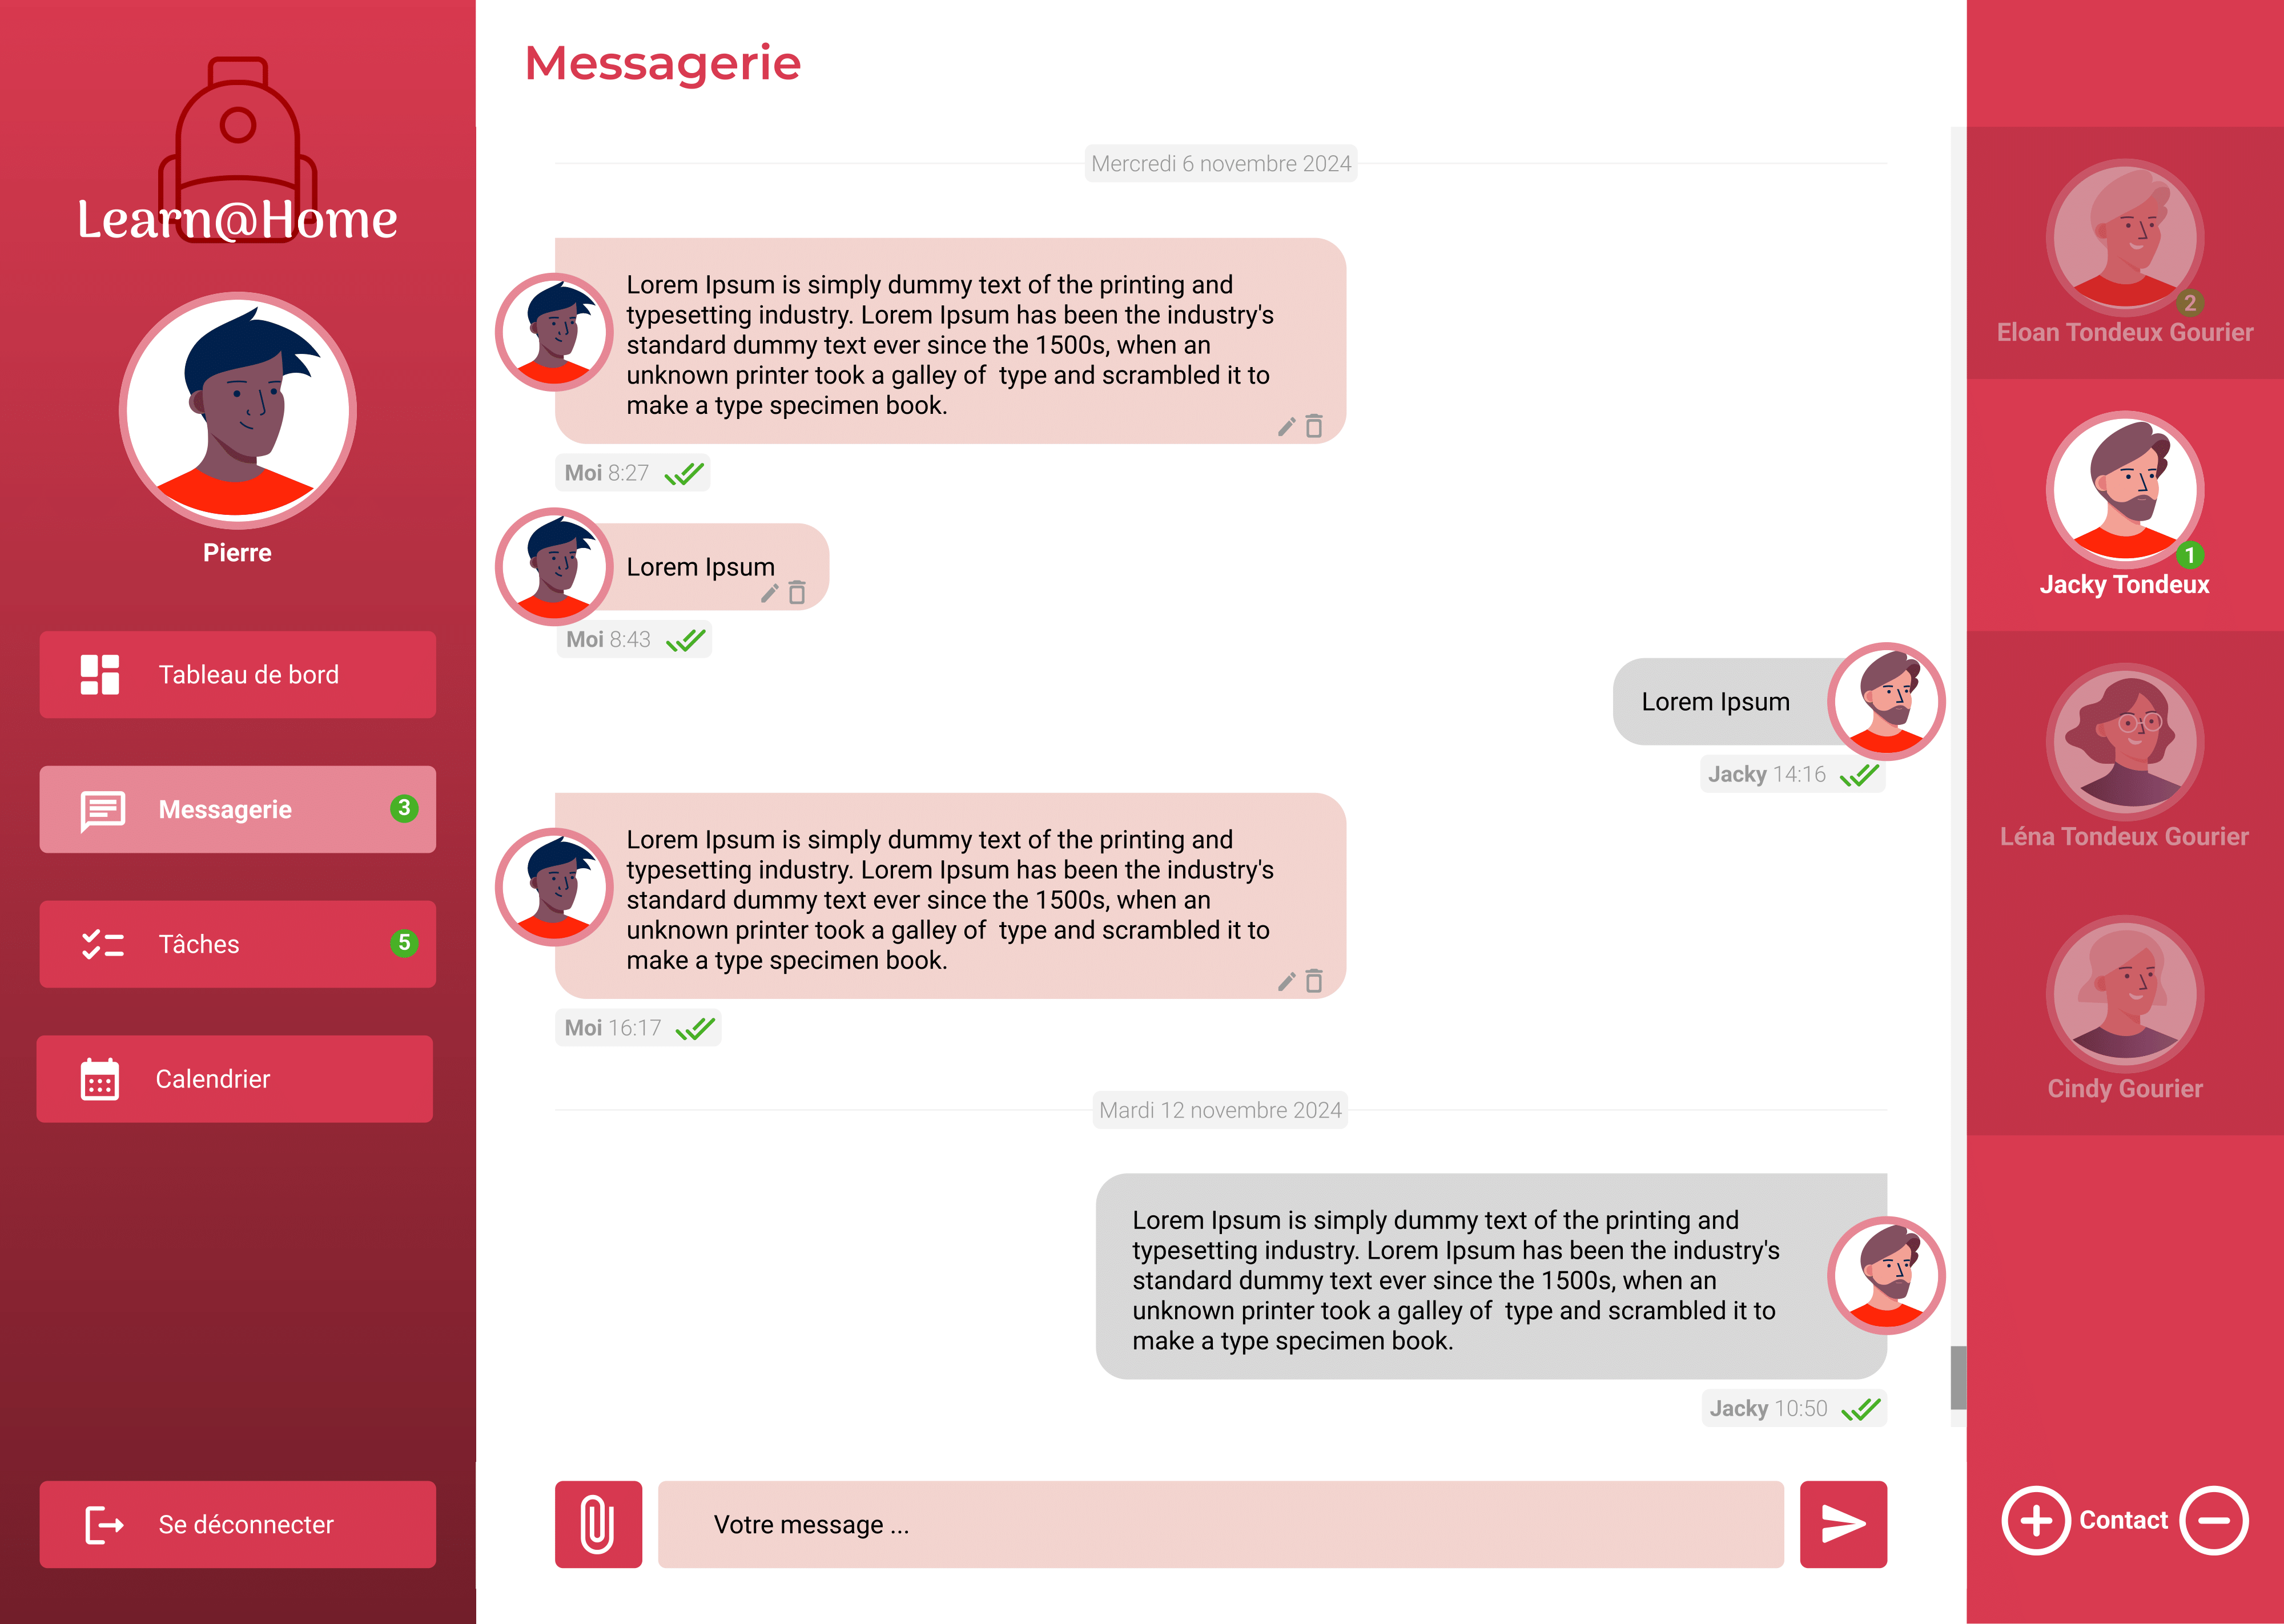 Learn@Home
Pierre
Tableau de bord
Messagerie
3
Tâches
5
Calendrier
Se déconnecter
Messagerie
Mercredi 6 novembre 2024
Lorem Ipsum is simply dummy text of the printing and
typesetting industry. Lorem Ipsum has been the industry's
standard dummy text ever since the 1500s, when an
unknown printer took a galley of  type and scrambled it to
make a type specimen book.
Moi 8:27
Lorem Ipsum
Moi 8:43
Lorem Ipsum
Jacky 14:16
Lorem Ipsum is simply dummy text of the printing and
typesetting industry. Lorem Ipsum has been the industry's
standard dummy text ever since the 1500s, when an
unknown printer took a galley of  type and scrambled it to
make a type specimen book.
Moi 16:17
Mardi 12 novembre 2024
Lorem Ipsum is simply dummy text of the printing and
typesetting industry. Lorem Ipsum has been the industry's
standard dummy text ever since the 1500s, when an
unknown printer took a galley of  type and scrambled it to
make a type specimen book.
Jacky 10:50
Votre message ...
2
Eloan Tondeux Gourier
1
Jacky Tondeux
Léna Tondeux Gourier
Cindy Gourier
Contact